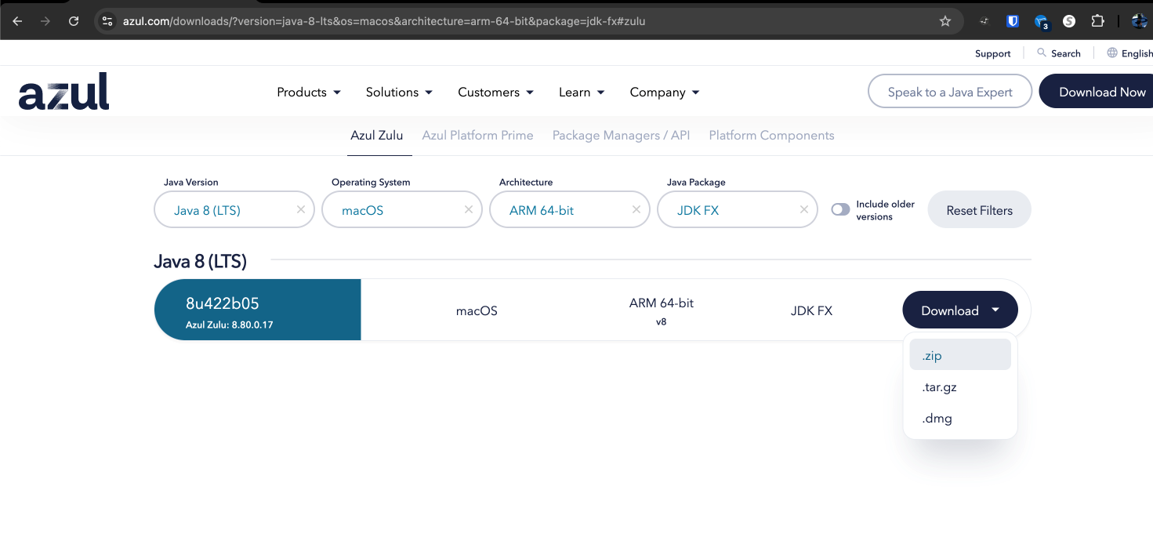 azul.com/downloads/?version=java-8-lts&os=macos&architecture=arm-64-bit&package=jdk-fx#zulu
3
S
Support
Search
English
azul
Products
Solutions
Customers
Learn
Company
Speak to a Java Expert
Download Now
Azul Zulu
Azul Platform Prime
Package Managers / API
Platform Components
Java Version
Operating System
Architecture
Java Package
Java 8 (LTS)
macOS
ARM 64-bit
JDK FX
Include older
versions
Reset Filters
Java 8 (LTS)
8u422b05
Azul Zulu: 8.80.0.17
macOS
ARM 64-bit
v8
JDK FX
Download
.zip
.tar.gz
.dmg